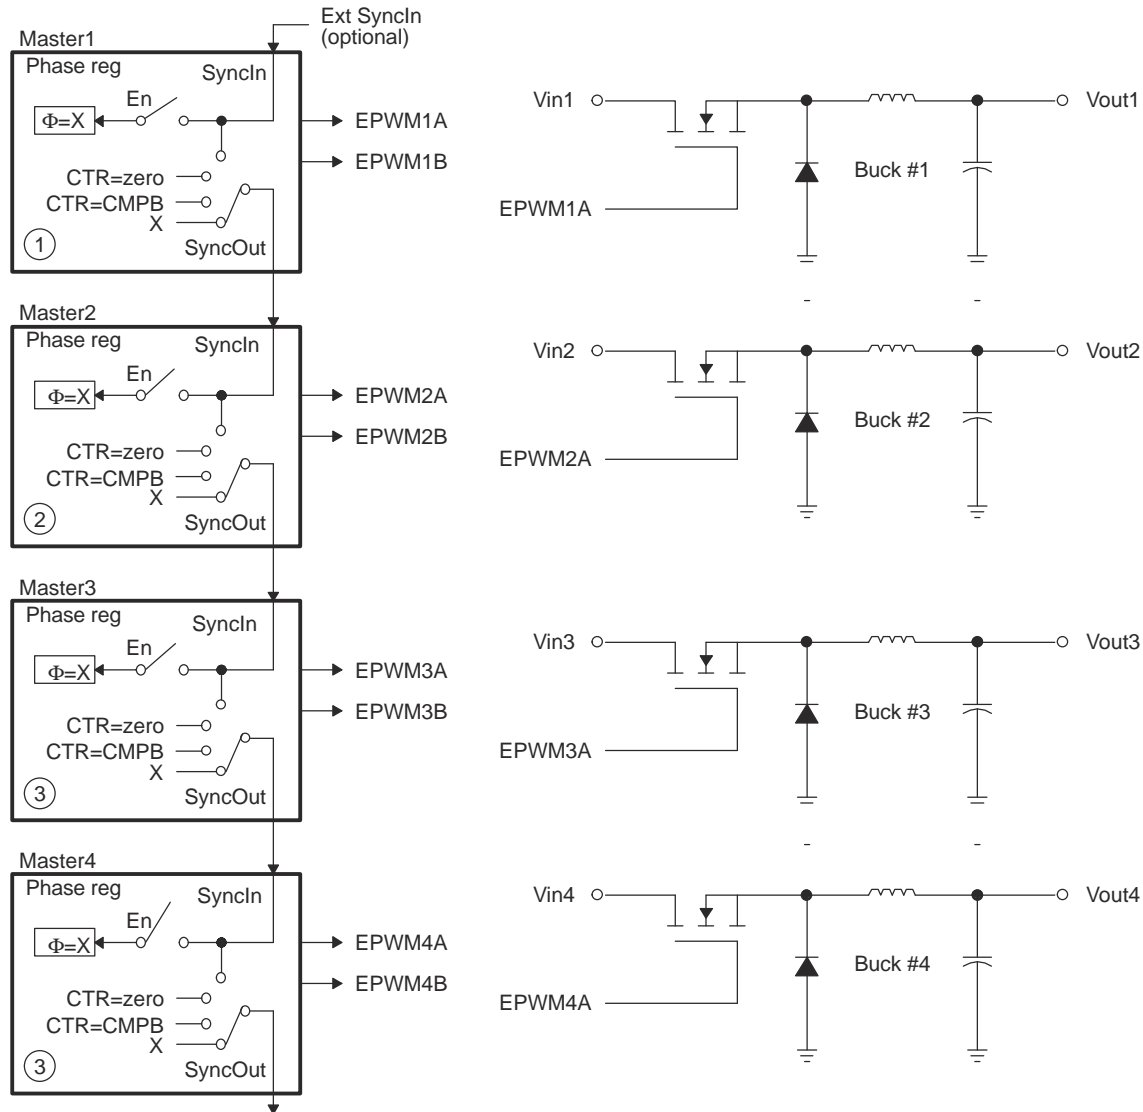 Ext SyncIn
(optional)
Master1
Phase reg
SyncIn
En
Φ=X
EPWM1A
EPWM1B
CTR=zero
CTR=CMPB
X
1
SyncOut
Vin1
Vout1
Buck #1
EPWM1A
Master2
Phase reg
SyncIn
En
Φ=X
EPWM2A
EPWM2B
CTR=zero
CTR=CMPB
X
2
SyncOut
Vin2
Vout2
Buck #2
EPWM2A
Master3
Phase reg
SyncIn
En
Φ=X
EPWM3A
EPWM3B
CTR=zero
CTR=CMPB
X
3
SyncOut
Vin3
Vout3
Buck #3
EPWM3A
Master4
Phase reg
SyncIn
En
Φ=X
EPWM4A
EPWM4B
CTR=zero
CTR=CMPB
X
3
SyncOut
Vin4
Vout4
Buck #4
EPWM4A